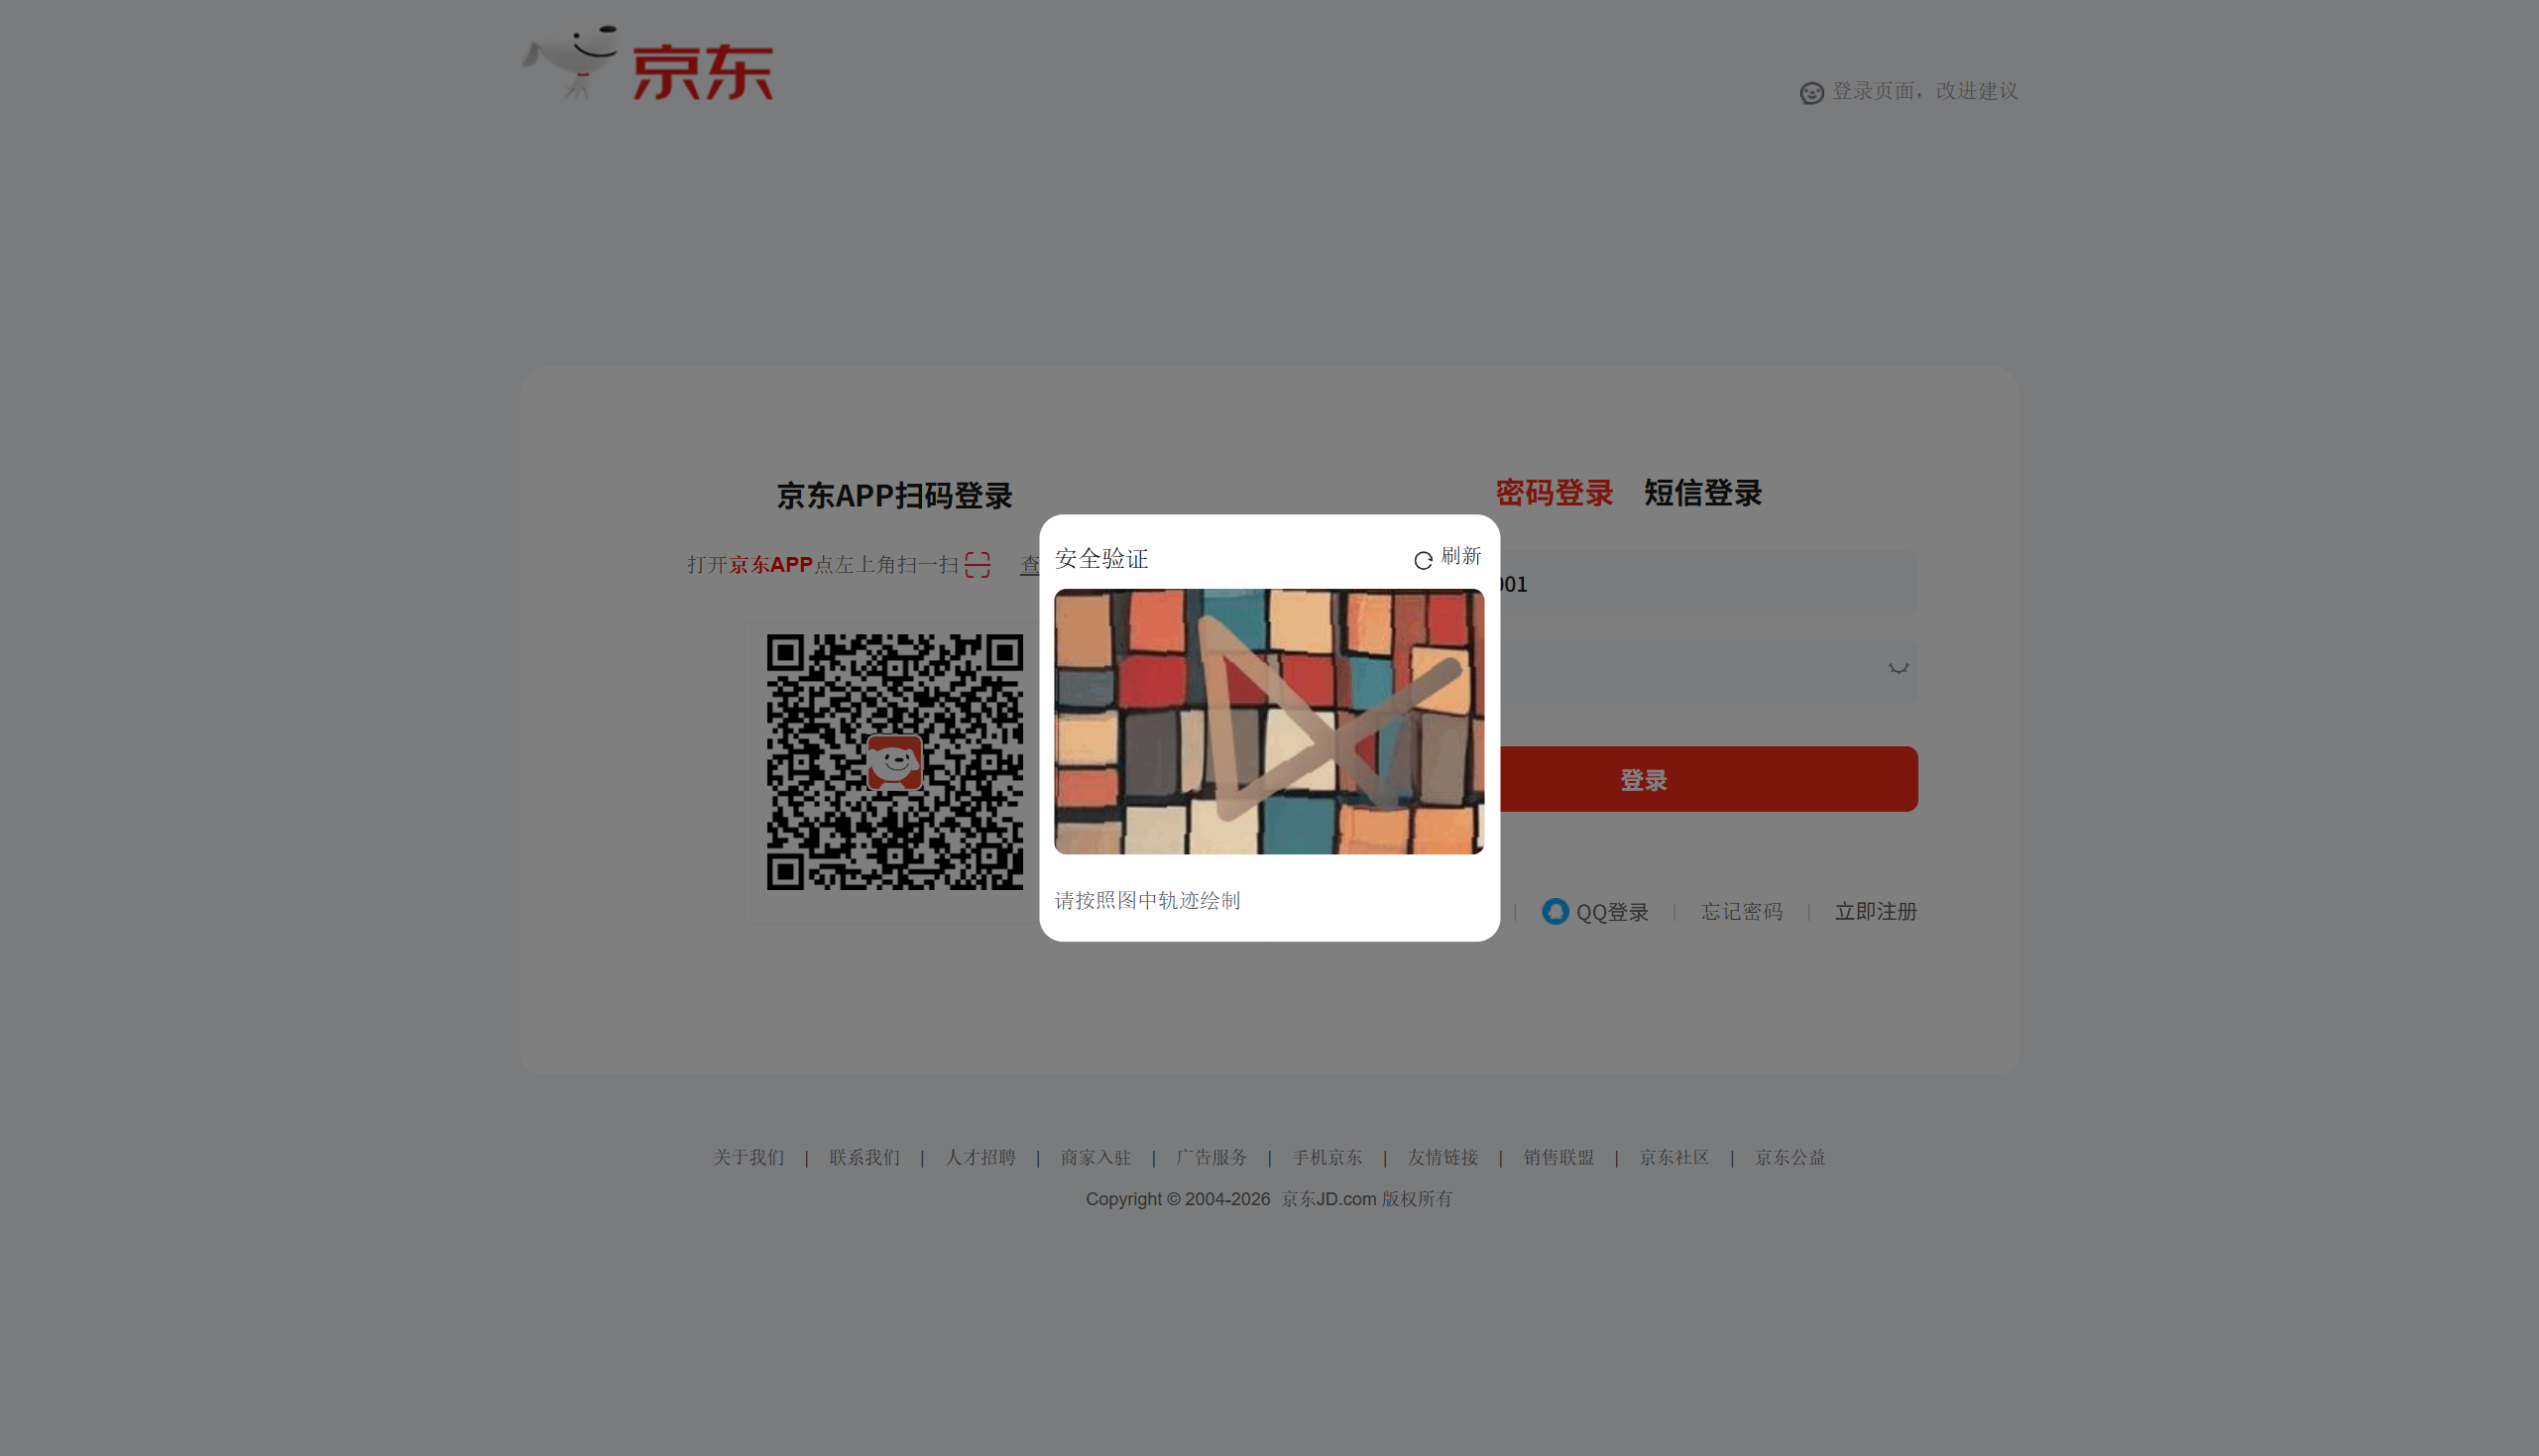 京东
登录页面，改进建议
京东APP扫码登录
密码登录 短信登录
打开京东APP点左上角扫一扫 查
安全验证
刷新
001
登录
请按照图中轨迹绘制
| QQ登录 | 忘记密码 | 立即注册
关于我们 | 联系我们 | 人才招聘 | 商家入驻 | 广告服务 | 手机京东 | 友情链接 | 销售联盟 | 京东社区 | 京东公益
Copyright © 2004-2026 京东JD.com 版权所有